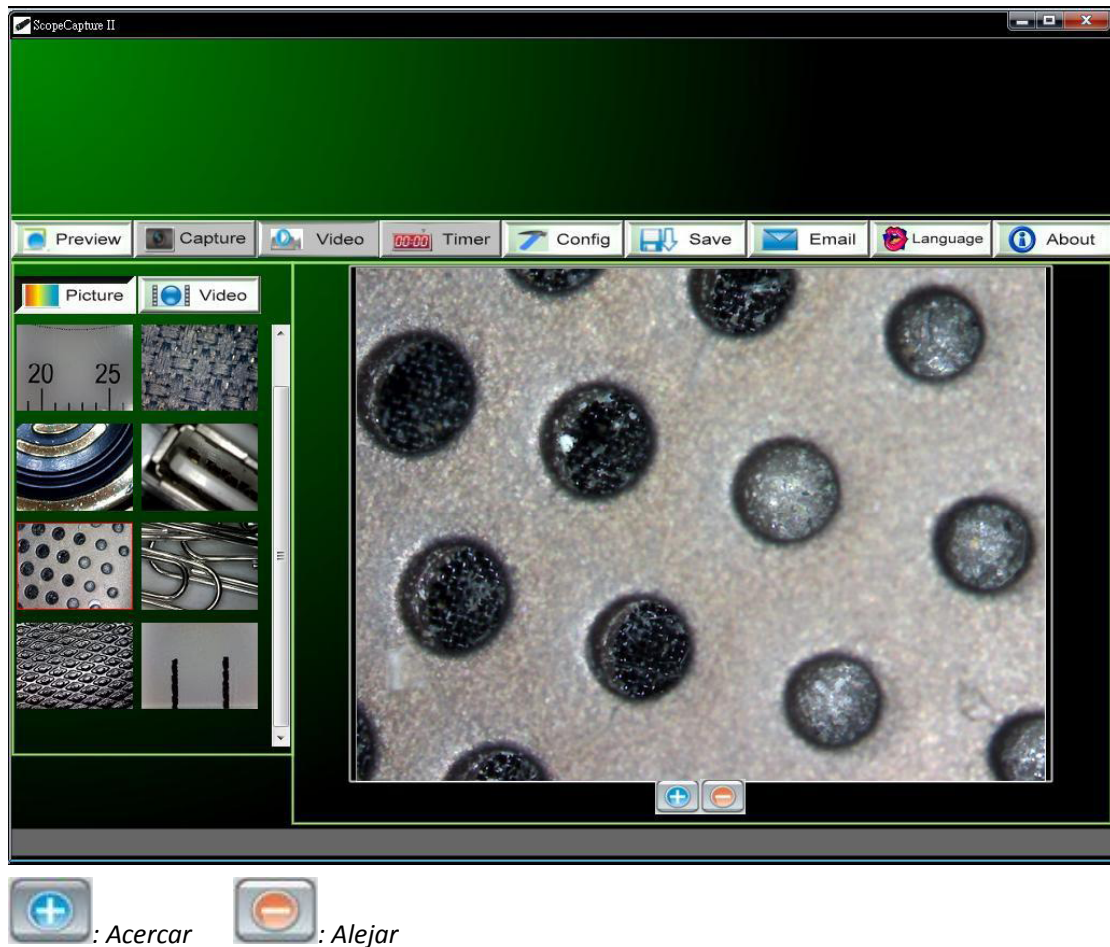 ScopeCapture II
Preview Capture Video 00:00 Timer Config Save Email Language About
Picture Video
20 25
: Acercar : Alejar